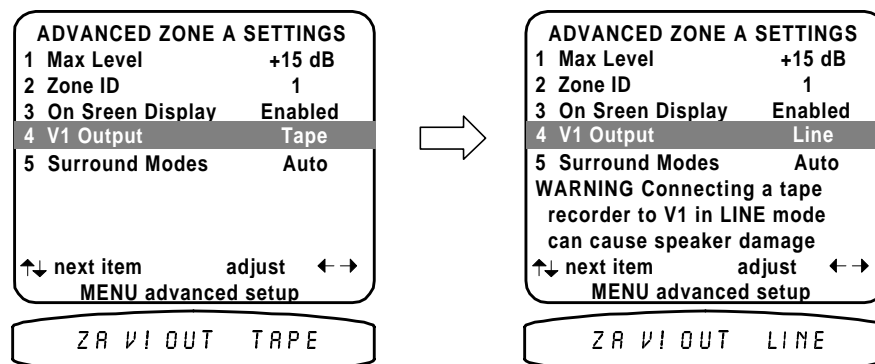 ADVANCED ZONE A SETTINGS
1 Max Level +15 dB
2 Zone ID 1
3 On Sreen Display Enabled
4 V1 Output Tape
5 Surround Modes Auto
↑↓ next item adjust ←→
MENU advanced setup
ZA V1 OUT TAPE
ADVANCED ZONE A SETTINGS
1 Max Level +15 dB
2 Zone ID 1
3 On Sreen Display Enabled
4 V1 Output Line
5 Surround Modes Auto
WARNING Connecting a tape
recorder to V1 in LINE mode
can cause speaker damage
↑↓ next item adjust ←→
MENU advanced setup
ZA V1 OUT LINE